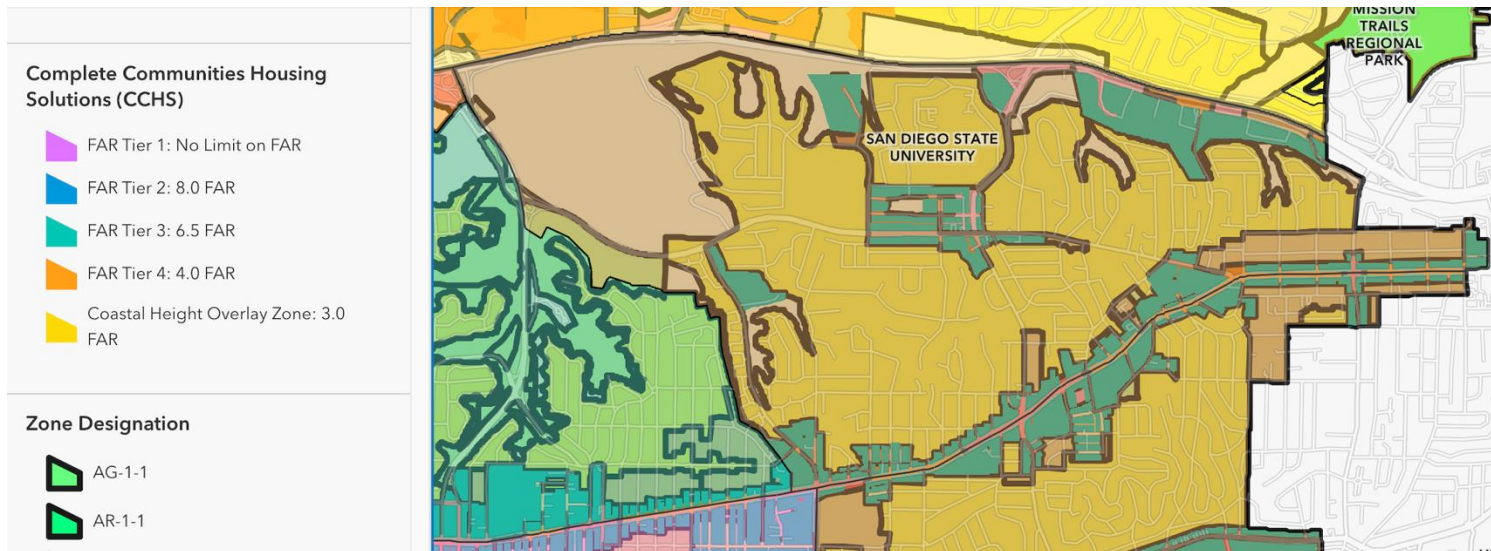 Complete Communities Housing
Solutions (CCHS)
FAR Tier 1: No Limit on FAR
FAR Tier 2: 8.0 FAR
FAR Tier 3: 6.5 FAR
FAR Tier 4: 4.0 FAR
Coastal Height Overlay Zone: 3.0
FAR
Zone Designation
AG-1-1
AR-1-1
MISSION
TRAILS
REGIONAL
PARK
SAN DIEGO STATE
UNIVERSITY